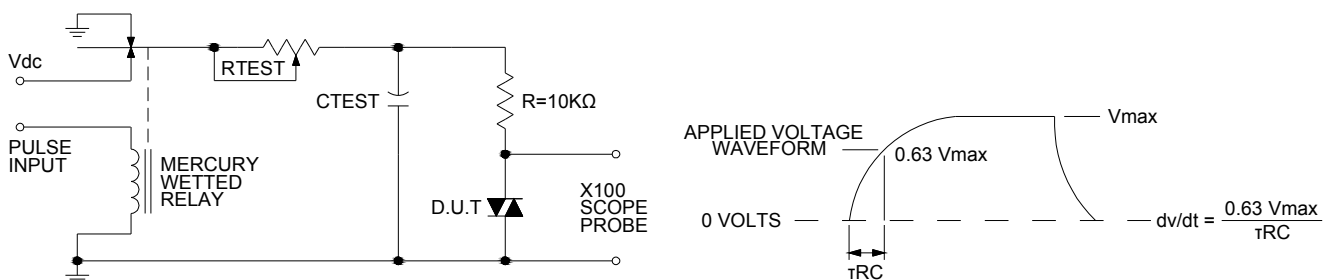 Vdc
RTEST
CTEST
R=10KΩ
PULSE
INPUT
MERCURY
WETTED
RELAY
D.U.T
X100
SCOPE
PROBE
APPLIED VOLTAGE
WAVEFORM
Vmax
0.63 Vmax
0 VOLTS
dv/dt = 0.63 Vmax
τRC
τRC